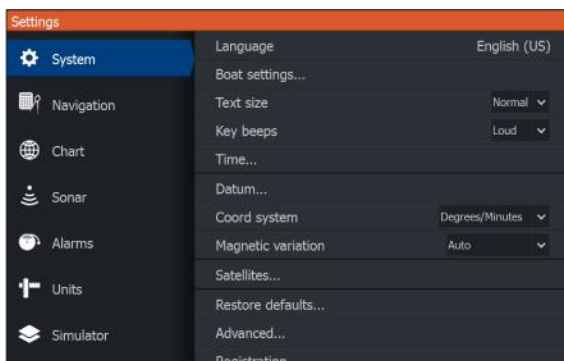 Settings
System
Navigation
Chart
Sonar
Alarms
Units
Simulator
Language English (US)
Boat settings...
Text size Normal
Key beeps Loud
Time...
Datum...
Coord system Degrees/Minutes
Magnetic variation Auto
Satellites...
Restore defaults...
Advanced...